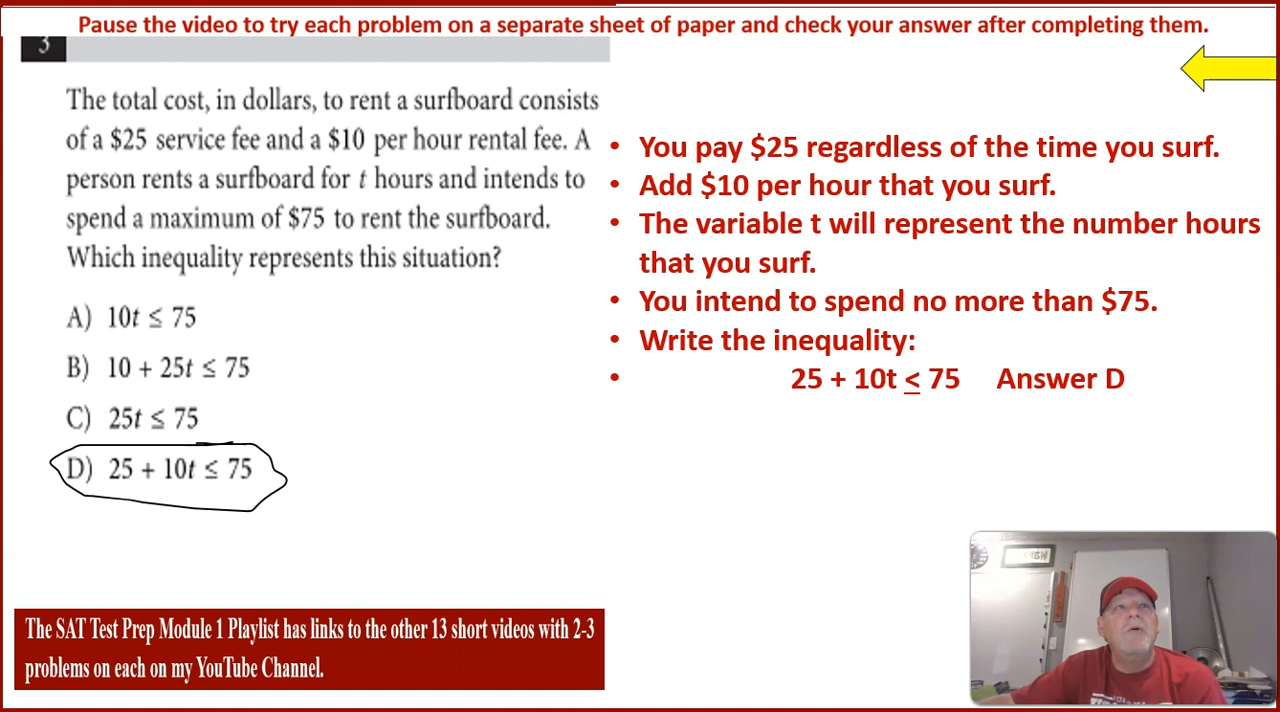 Pause the video to try each problem on a separate sheet of paper and check your answer after completing them.
3
The total cost, in dollars, to rent a surfboard consists
of a $25 service fee and a $10 per hour rental fee. A
person rents a surfboard for t hours and intends to
spend a maximum of $75 to rent the surfboard.
Which inequality represents this situation?
A) 10t ≤ 75
B) 10 + 25t ≤ 75
C) 25t ≤ 75
D) 25 + 10t ≤ 75
• You pay $25 regardless of the time you surf.
• Add $10 per hour that you surf.
• The variable t will represent the number hours
that you surf.
• You intend to spend no more than $75.
• Write the inequality:
• 25 + 10t < 75 Answer D
The SAT Test Prep Module 1 Playlist has links to the other 13 short videos with 2-3
problems on each on my YouTube Channel.